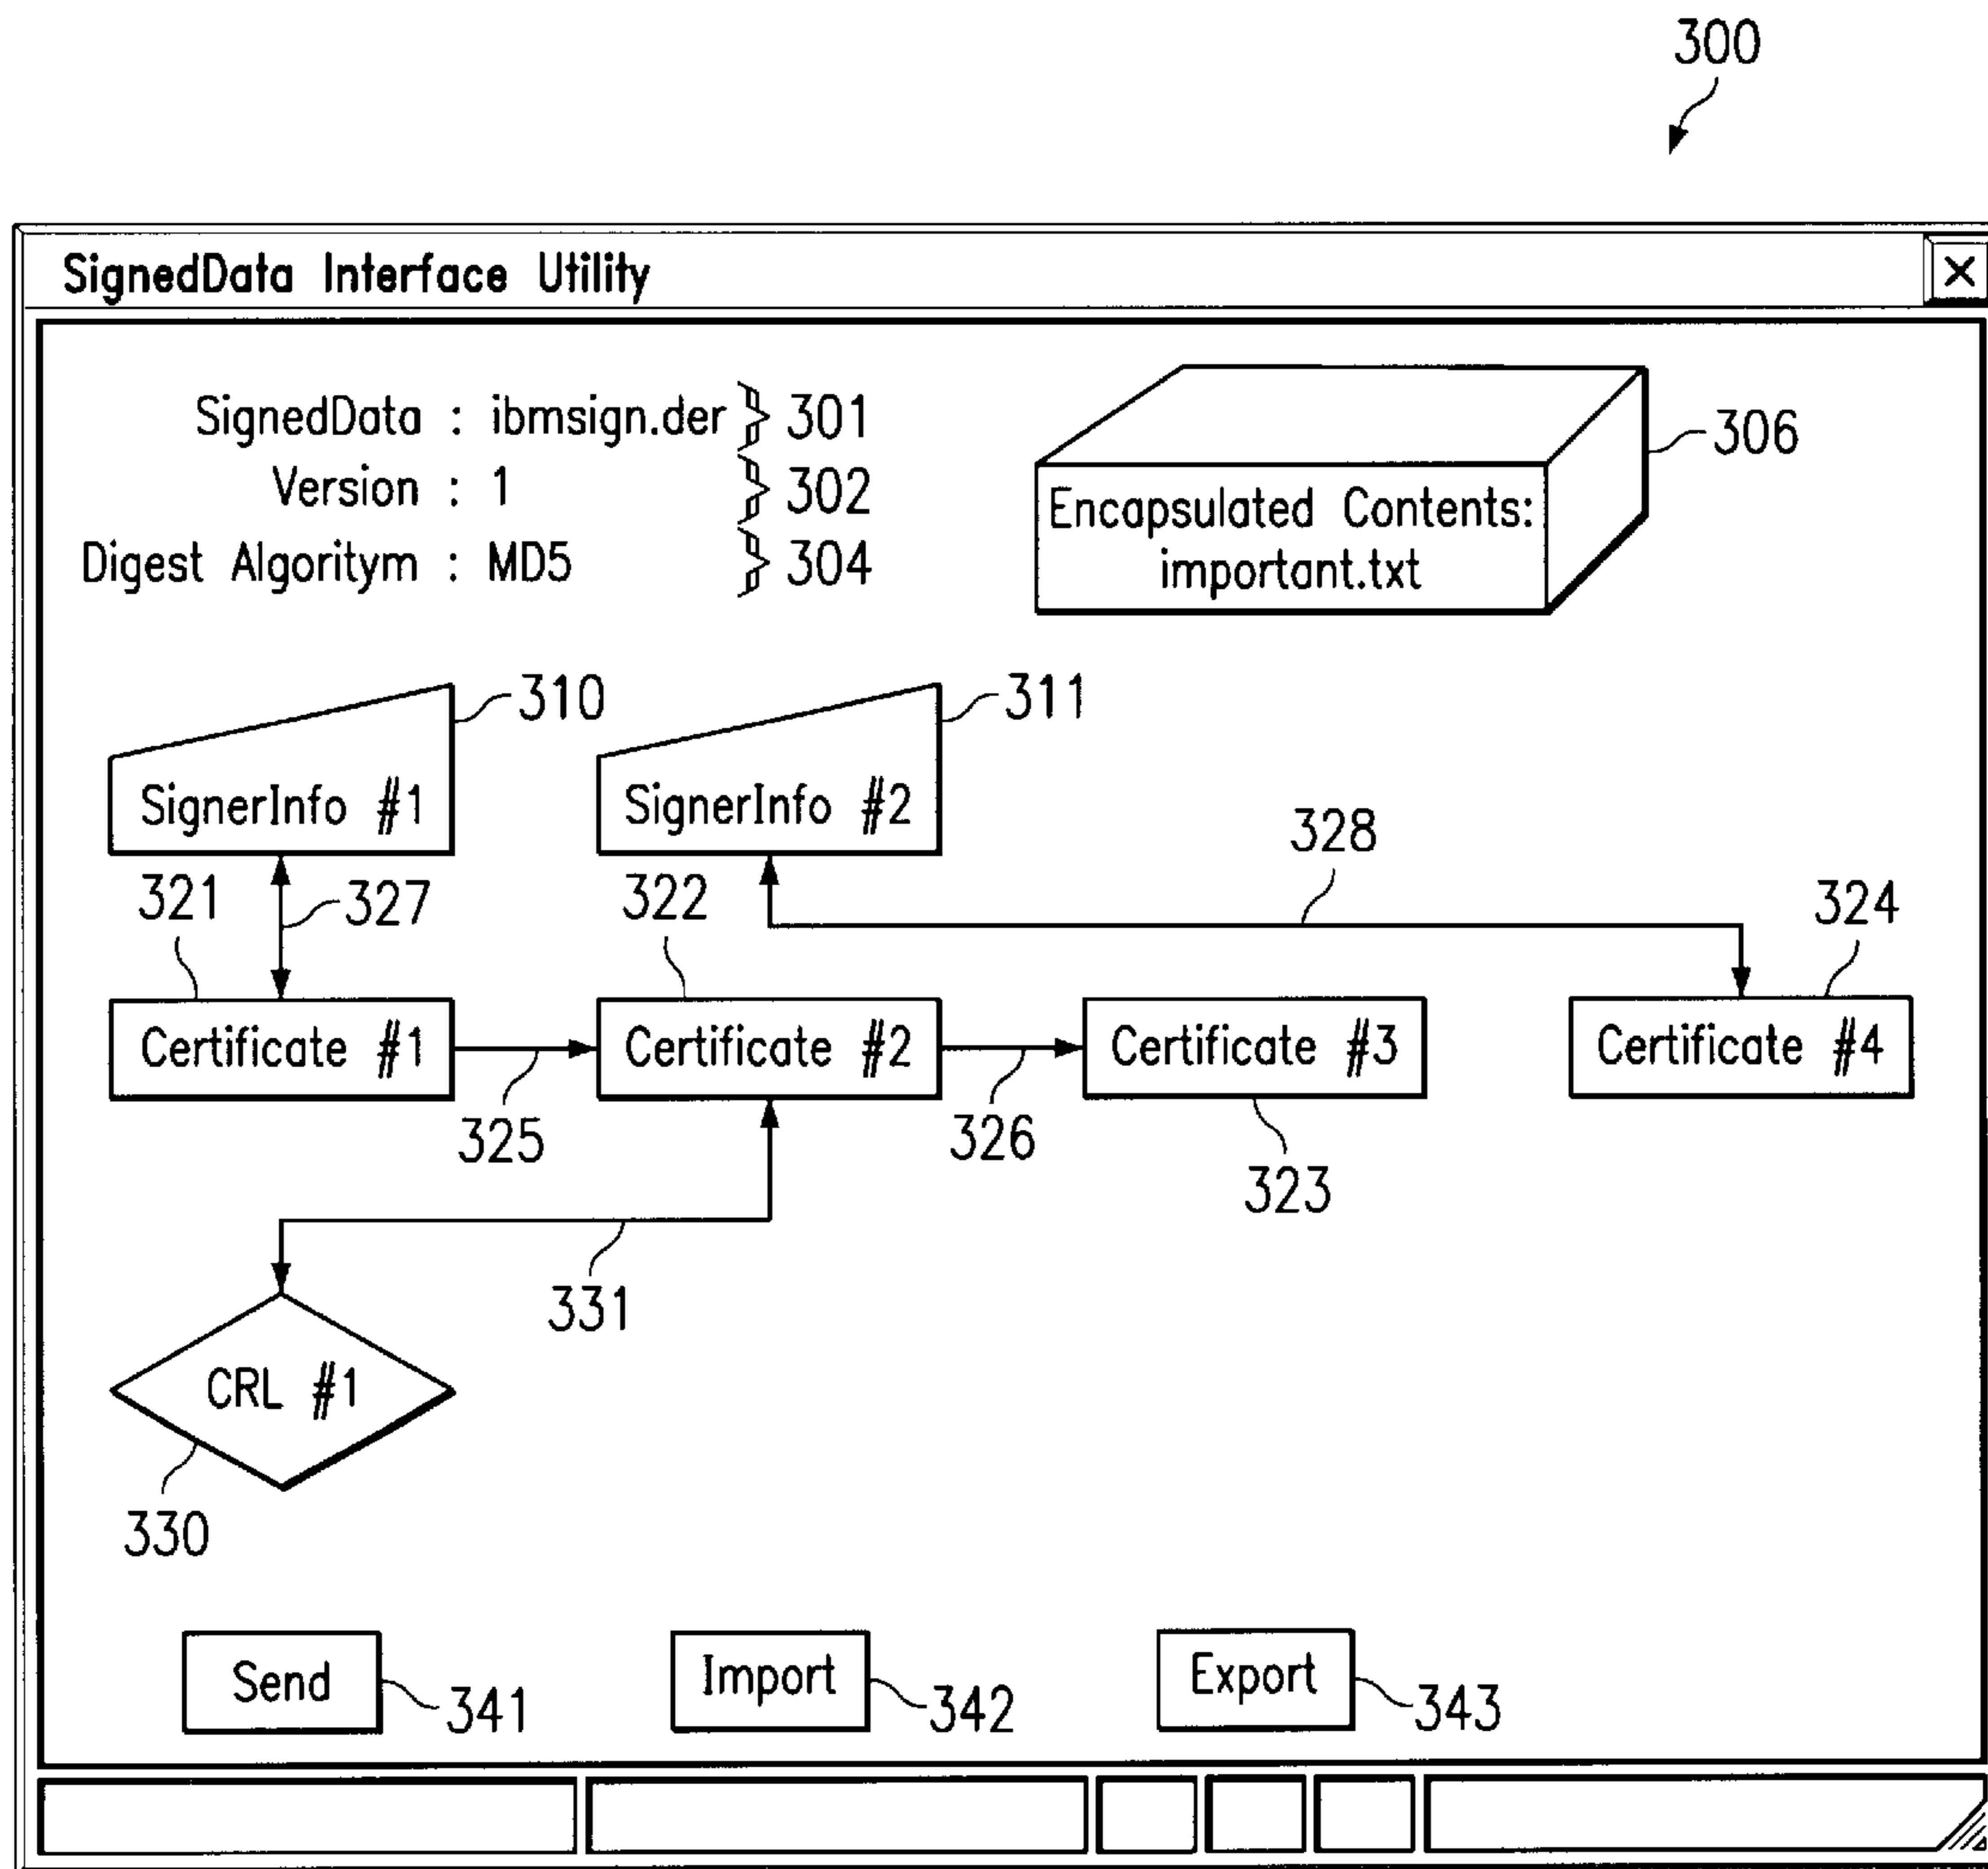 300
SignedData Interface Utility
SignedData : ibmsign.der 301
Version : 1 302
Digest Algoritym : MD5 304
Encapsulated Contents:
important.txt
306
310
311
SignerInfo #1
SignerInfo #2
328
321
327
322
324
Certificate #1
Certificate #2
Certificate #3
Certificate #4
325
326
323
331
CRL #1
330
Send
341
Import
342
Export
343